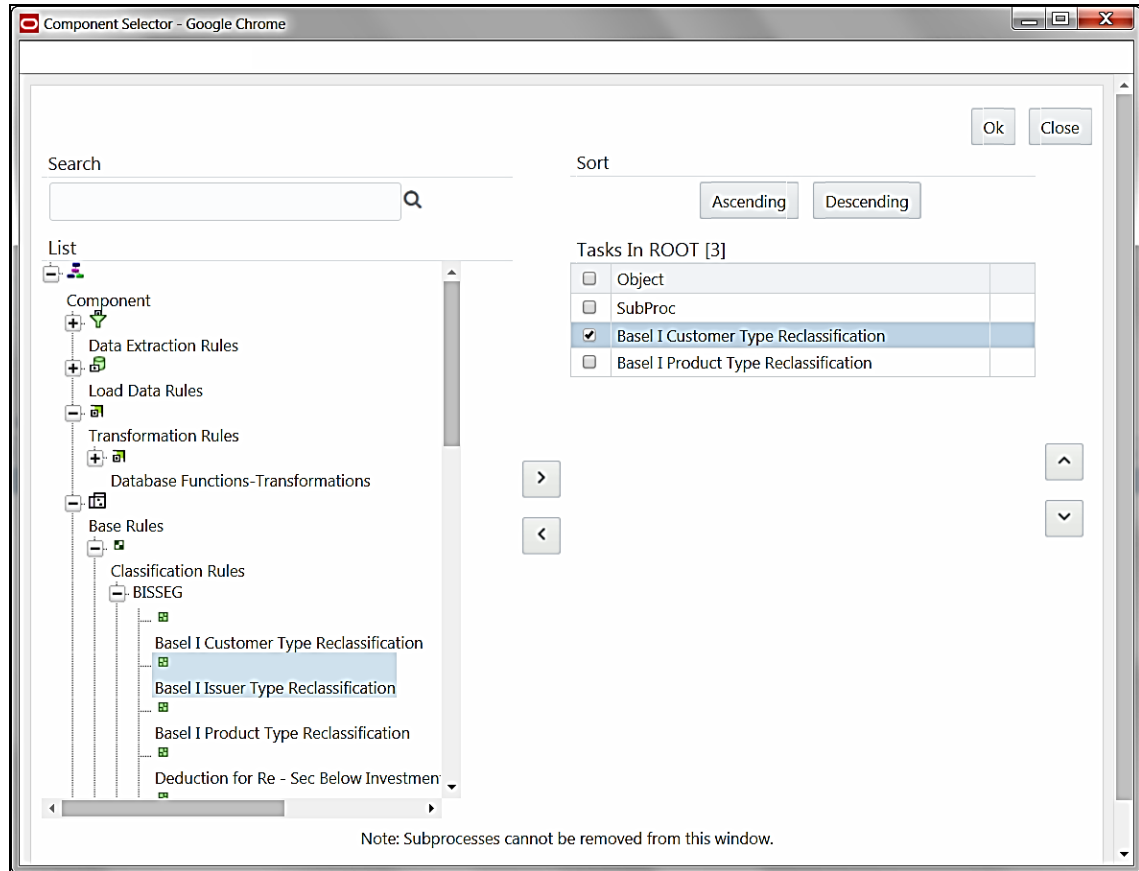 Component Selector - Google Chrome
Ok
Close
Search
Sort
Ascending
Descending
List
Tasks In ROOT [3]
Object
SubProc
Basel I Customer Type Reclassification
Basel I Product Type Reclassification
Component
Data Extraction Rules
Load Data Rules
Transformation Rules
Database Functions-Transformations
Base Rules
Classification Rules
BISSEG
Basel I Customer Type Reclassification
Basel I Issuer Type Reclassification
Basel I Product Type Reclassification
Deduction for Re - Sec Below Investmen
Note: Subprocesses cannot be removed from this window.